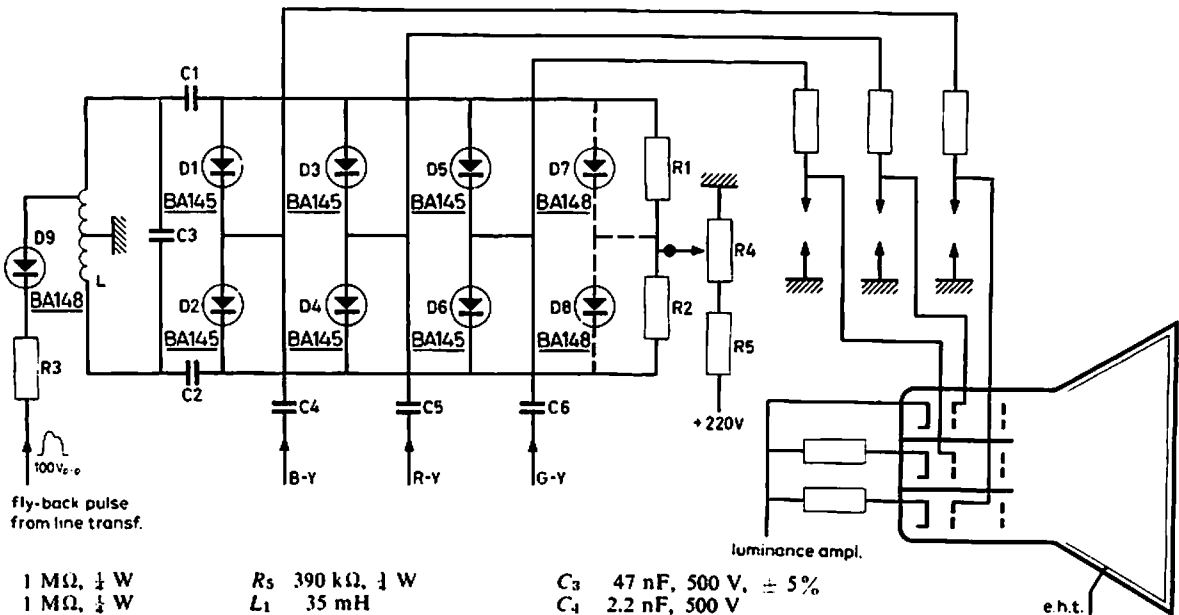 C1
D1
BA145
D3
BA145
D5
BA145
D7
BA148
R1
D9
BA148
L
C3
R4
D2
BA145
D4
BA145
D6
BA145
D8
BA148
R2
R3
R5
C2
C4
C5
C6
+220V
100Vp-p
B-Y
R-Y
G-Y
fly-back pulse
from line transf.
luminance ampl.
e.h.t.
1 MΩ, ¼ W R5 390 kΩ, ¼ W C3 47 nF, 500 V, ± 5%
1 MΩ, ¼ W L1 35 mH C4 2.2 nF, 500 V